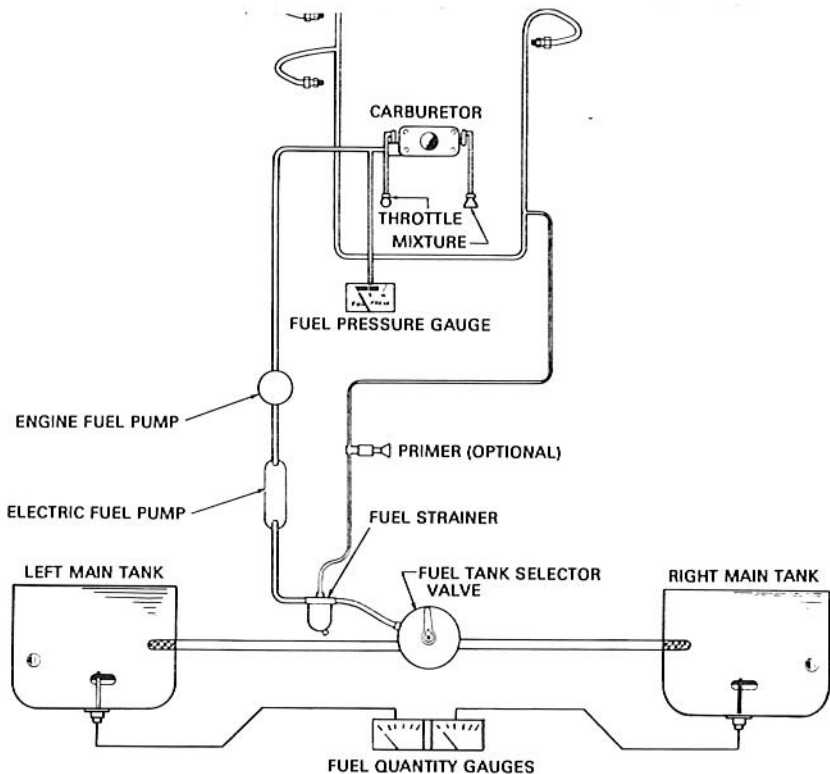 CARBURETOR
THROTTLE
MIXTURE
FUEL PRESSURE GAUGE
ENGINE FUEL PUMP
PRIMER (OPTIONAL)
ELECTRIC FUEL PUMP
FUEL STRAINER
LEFT MAIN TANK
FUEL TANK SELECTOR
VALVE
RIGHT MAIN TANK
FUEL QUANTITY GAUGES